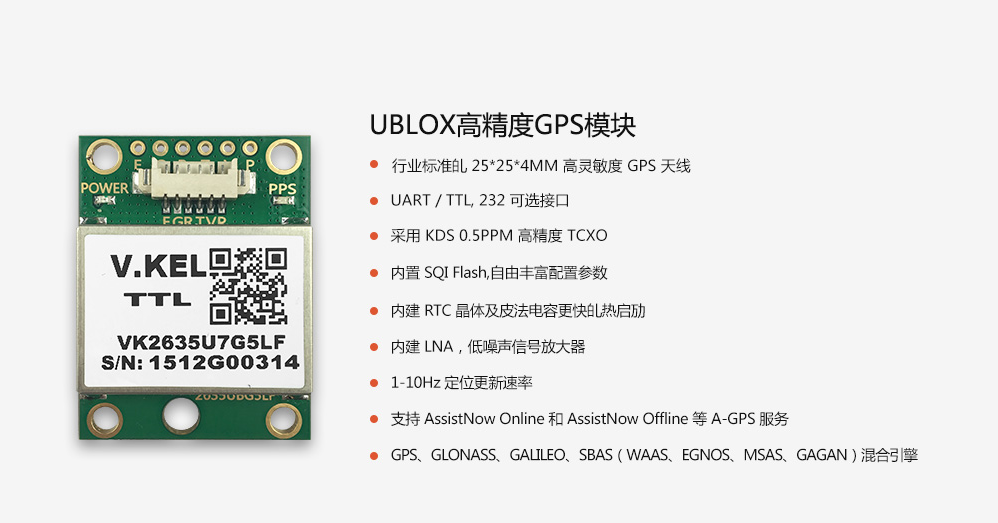 UBLOX高精度GPS模块
行业标准的 25*25*4MM 高灵敏度 GPS 天线
UART / TTL, 232 可选接口
采用 KDS 0.5PPM 高精度 TCXO
内置 SQI Flash,自由丰富配置参数
内建 RTC 晶体及皮法电容更快的热启动
内建 LNA，低噪声信号放大器
1-10Hz 定位更新速率
支持 AssistNow Online 和 AssistNow Offline 等 A-GPS 服务
GPS、GLONASS、GALILEO、SBAS（WAAS、EGNOS、MSAS、GAGAN）混合引擎
E P
POWER PPS
E G R T V P
V.KEL
TTL
VK2635U7G5LF
S/N: 1512G00314
2635UBG5LF